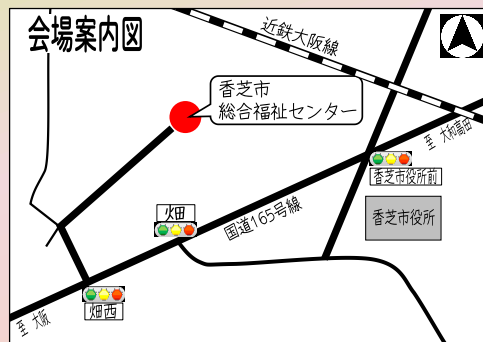 会場案内図
近鉄大阪線
香芝市
総合福祉センター
至 大和高田
香芝市役所前
畑
国道165号線
香芝市役所
畑西
至 大阪